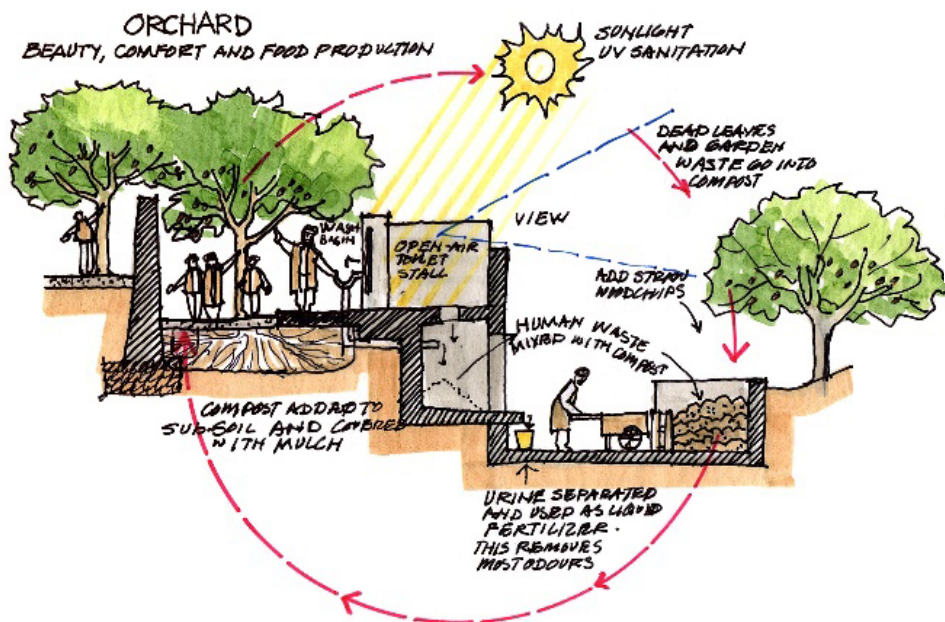 ORCHARD
BEAUTY, COMFORT AND FOOD PRODUCTION
SUNLIGHT
UV SANITATION
DEAD LEAVES
AND GARDEN
WASTE GO INTO
COMPOST
WASH
BASIN
OPEN-AIR
TOILET
STALL
VIEW
ADD STRAW
WOODCHIPS
HUMAN WASTE
MIXED WITH COMPOST
COMPOST ADDED TO
SUB-SOIL AND COVERED
WITH MULCH
URINE SEPARATED
AND USED AS LIQUID
FERTILIZER.
THIS REMOVES
MOST ODOURS